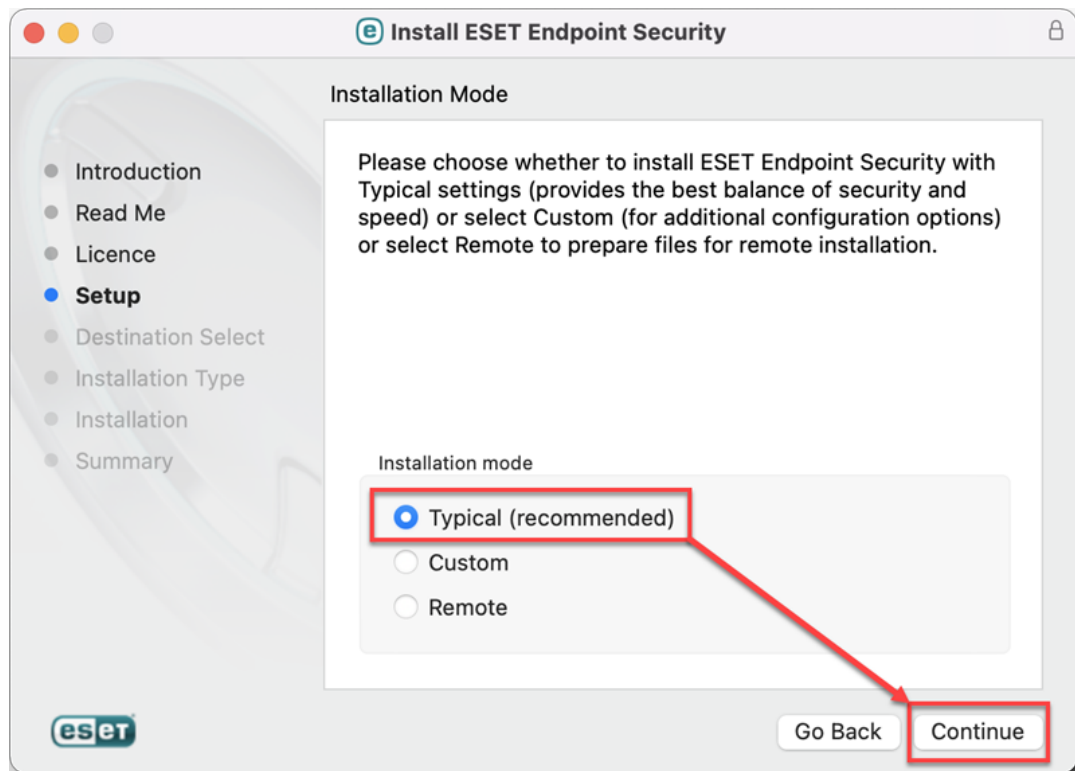 e Install ESET Endpoint Security
Installation Mode
Introduction
Read Me
Licence
Setup
Destination Select
Installation Type
Installation
Summary
Please choose whether to install ESET Endpoint Security with
Typical settings (provides the best balance of security and
speed) or select Custom (for additional configuration options)
or select Remote to prepare files for remote installation.
Installation mode
Typical (recommended)
Custom
Remote
eset
Go Back
Continue